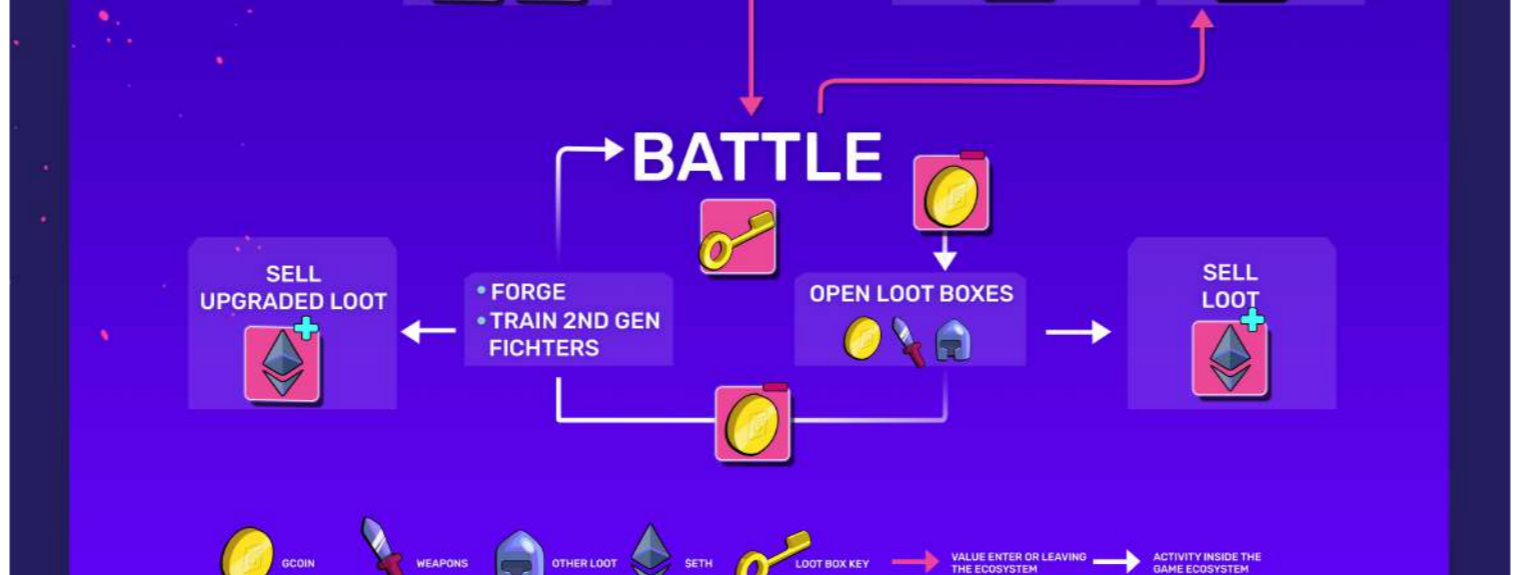 BATTLE
SELL
UPGRADED LOOT
• FORGE
• TRAIN 2ND GEN
FICHTERS
OPEN LOOT BOXES
SELL
LOOT
GCOIN
WEAPONS
OTHER LOOT
$ETH
LOOT BOX KEY
VALUE ENTER OR LEAVING
THE ECOSYSTEM
ACTIVITY INSIDE THE
GAME ECOSYSTEM